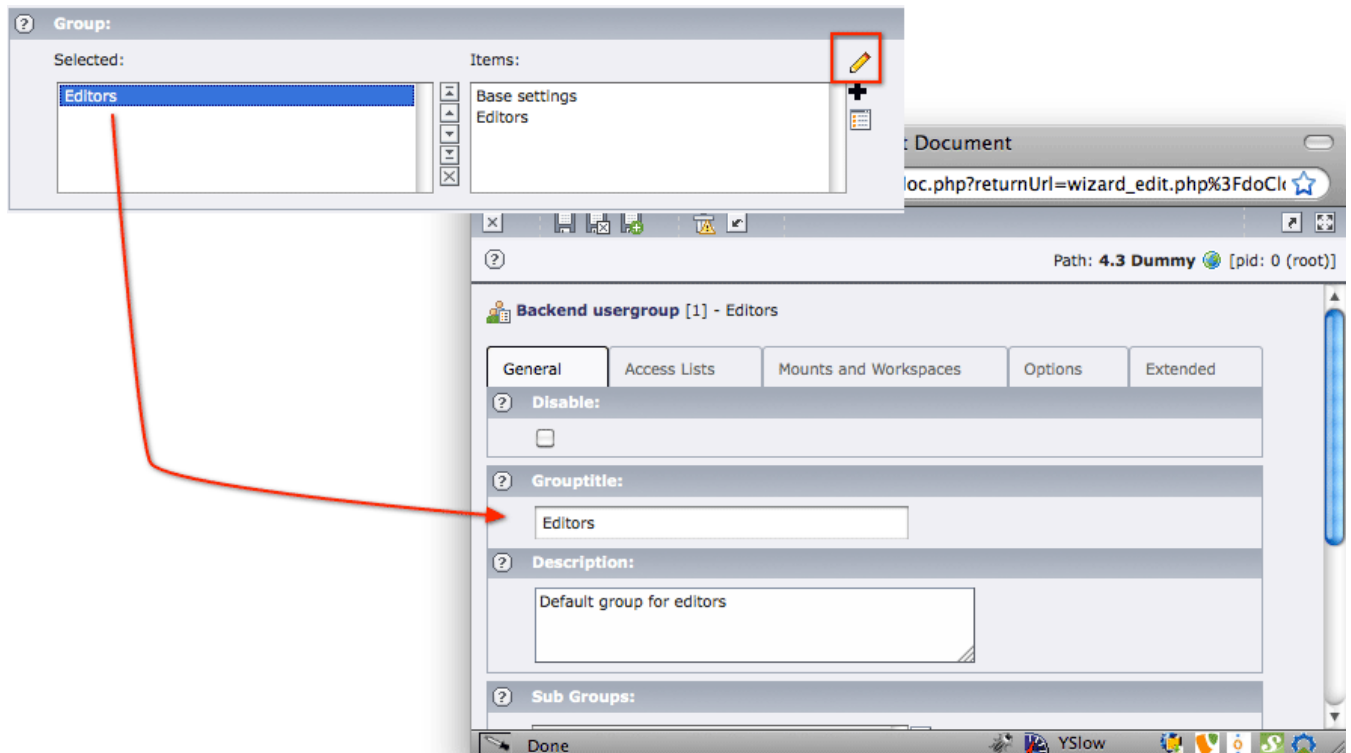 Group:
Selected:
Items:
Editors
Base settings
Editors
Document
loc.php?returnUrl=wizard_edit.php%3FdoClo
Path: 4.3 Dummy [pid: 0 (root)]
Backend usergroup [1] - Editors
General
Access Lists
Mounts and Workspaces
Options
Extended
Disable:
Grouptitle:
Editors
Description:
Default group for editors
Sub Groups:
Done
YSlow